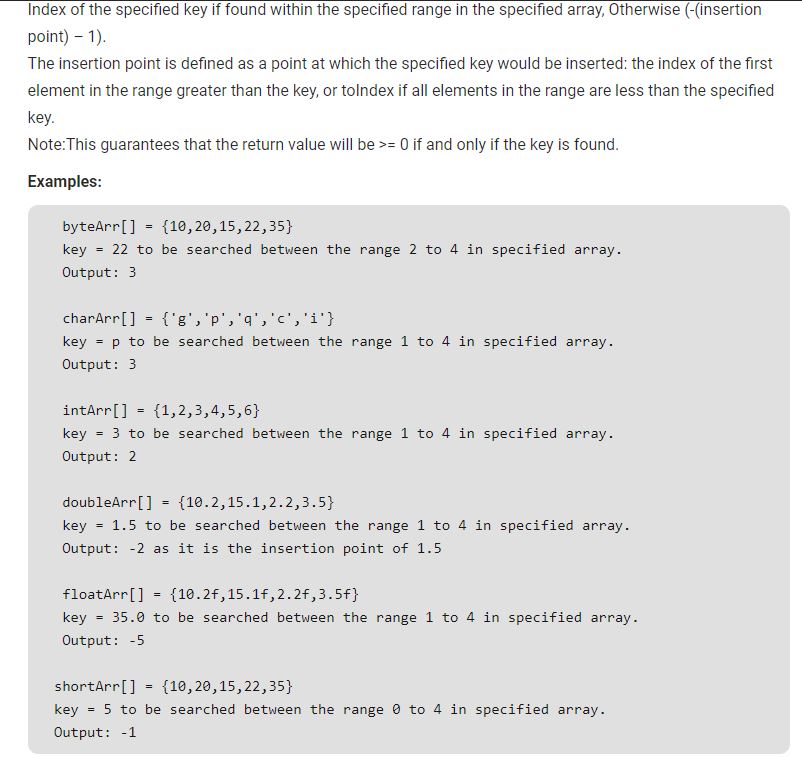 Index of the specified key if found within the specified range in the specified array, Otherwise (-(insertion
point) – 1).
The insertion point is defined as a point at which the specified key would be inserted: the index of the first
element in the range greater than the key, or toIndex if all elements in the range are less than the specified
key.
Note:This guarantees that the return value will be >= 0 if and only if the key is found.
Examples:
byteArr[] = {10,20,15,22,35}
key = 22 to be searched between the range 2 to 4 in specified array.
Output: 3
charArr[] = {'g','p','q','c','i'}
key = p to be searched between the range 1 to 4 in specified array.
Output: 3
intArr[] = {1,2,3,4,5,6}
key = 3 to be searched between the range 1 to 4 in specified array.
Output: 2
doubleArr[] = {10.2,15.1,2.2,3.5}
key = 1.5 to be searched between the range 1 to 4 in specified array.
Output: -2 as it is the insertion point of 1.5
floatArr[] = {10.2f,15.1f,2.2f,3.5f}
key = 35.0 to be searched between the range 1 to 4 in specified array.
Output: -5
shortArr[] = {10,20,15,22,35}
key = 5 to be searched between the range 0 to 4 in specified array.
Output: -1